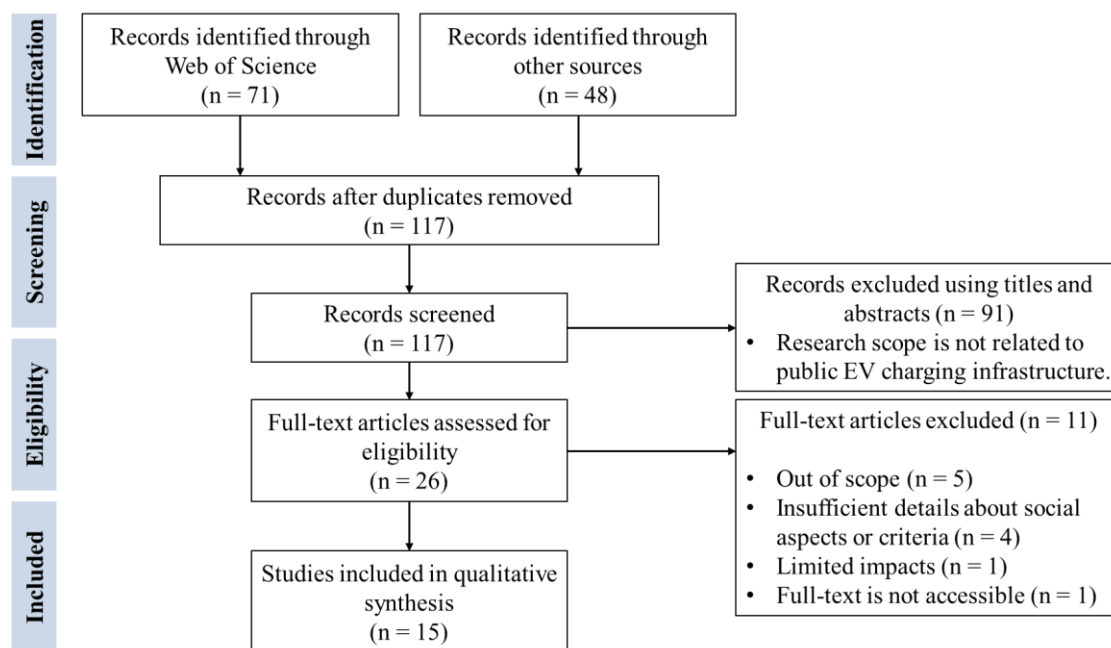 Identification
Records identified through
Web of Science
(n = 71)
Records identified through
other sources
(n = 48)
Screening
Records after duplicates removed
(n = 117)
Records screened
(n = 117)
Records excluded using titles and
abstracts (n = 91)
• Research scope is not related to
public EV charging infrastructure.
Eligibility
Full-text articles assessed for
eligibility
(n = 26)
Full-text articles excluded (n = 11)
• Out of scope (n = 5)
• Insufficient details about social
aspects or criteria (n = 4)
• Limited impacts (n = 1)
• Full-text is not accessible (n = 1)
Included
Studies included in qualitative
synthesis
(n = 15)